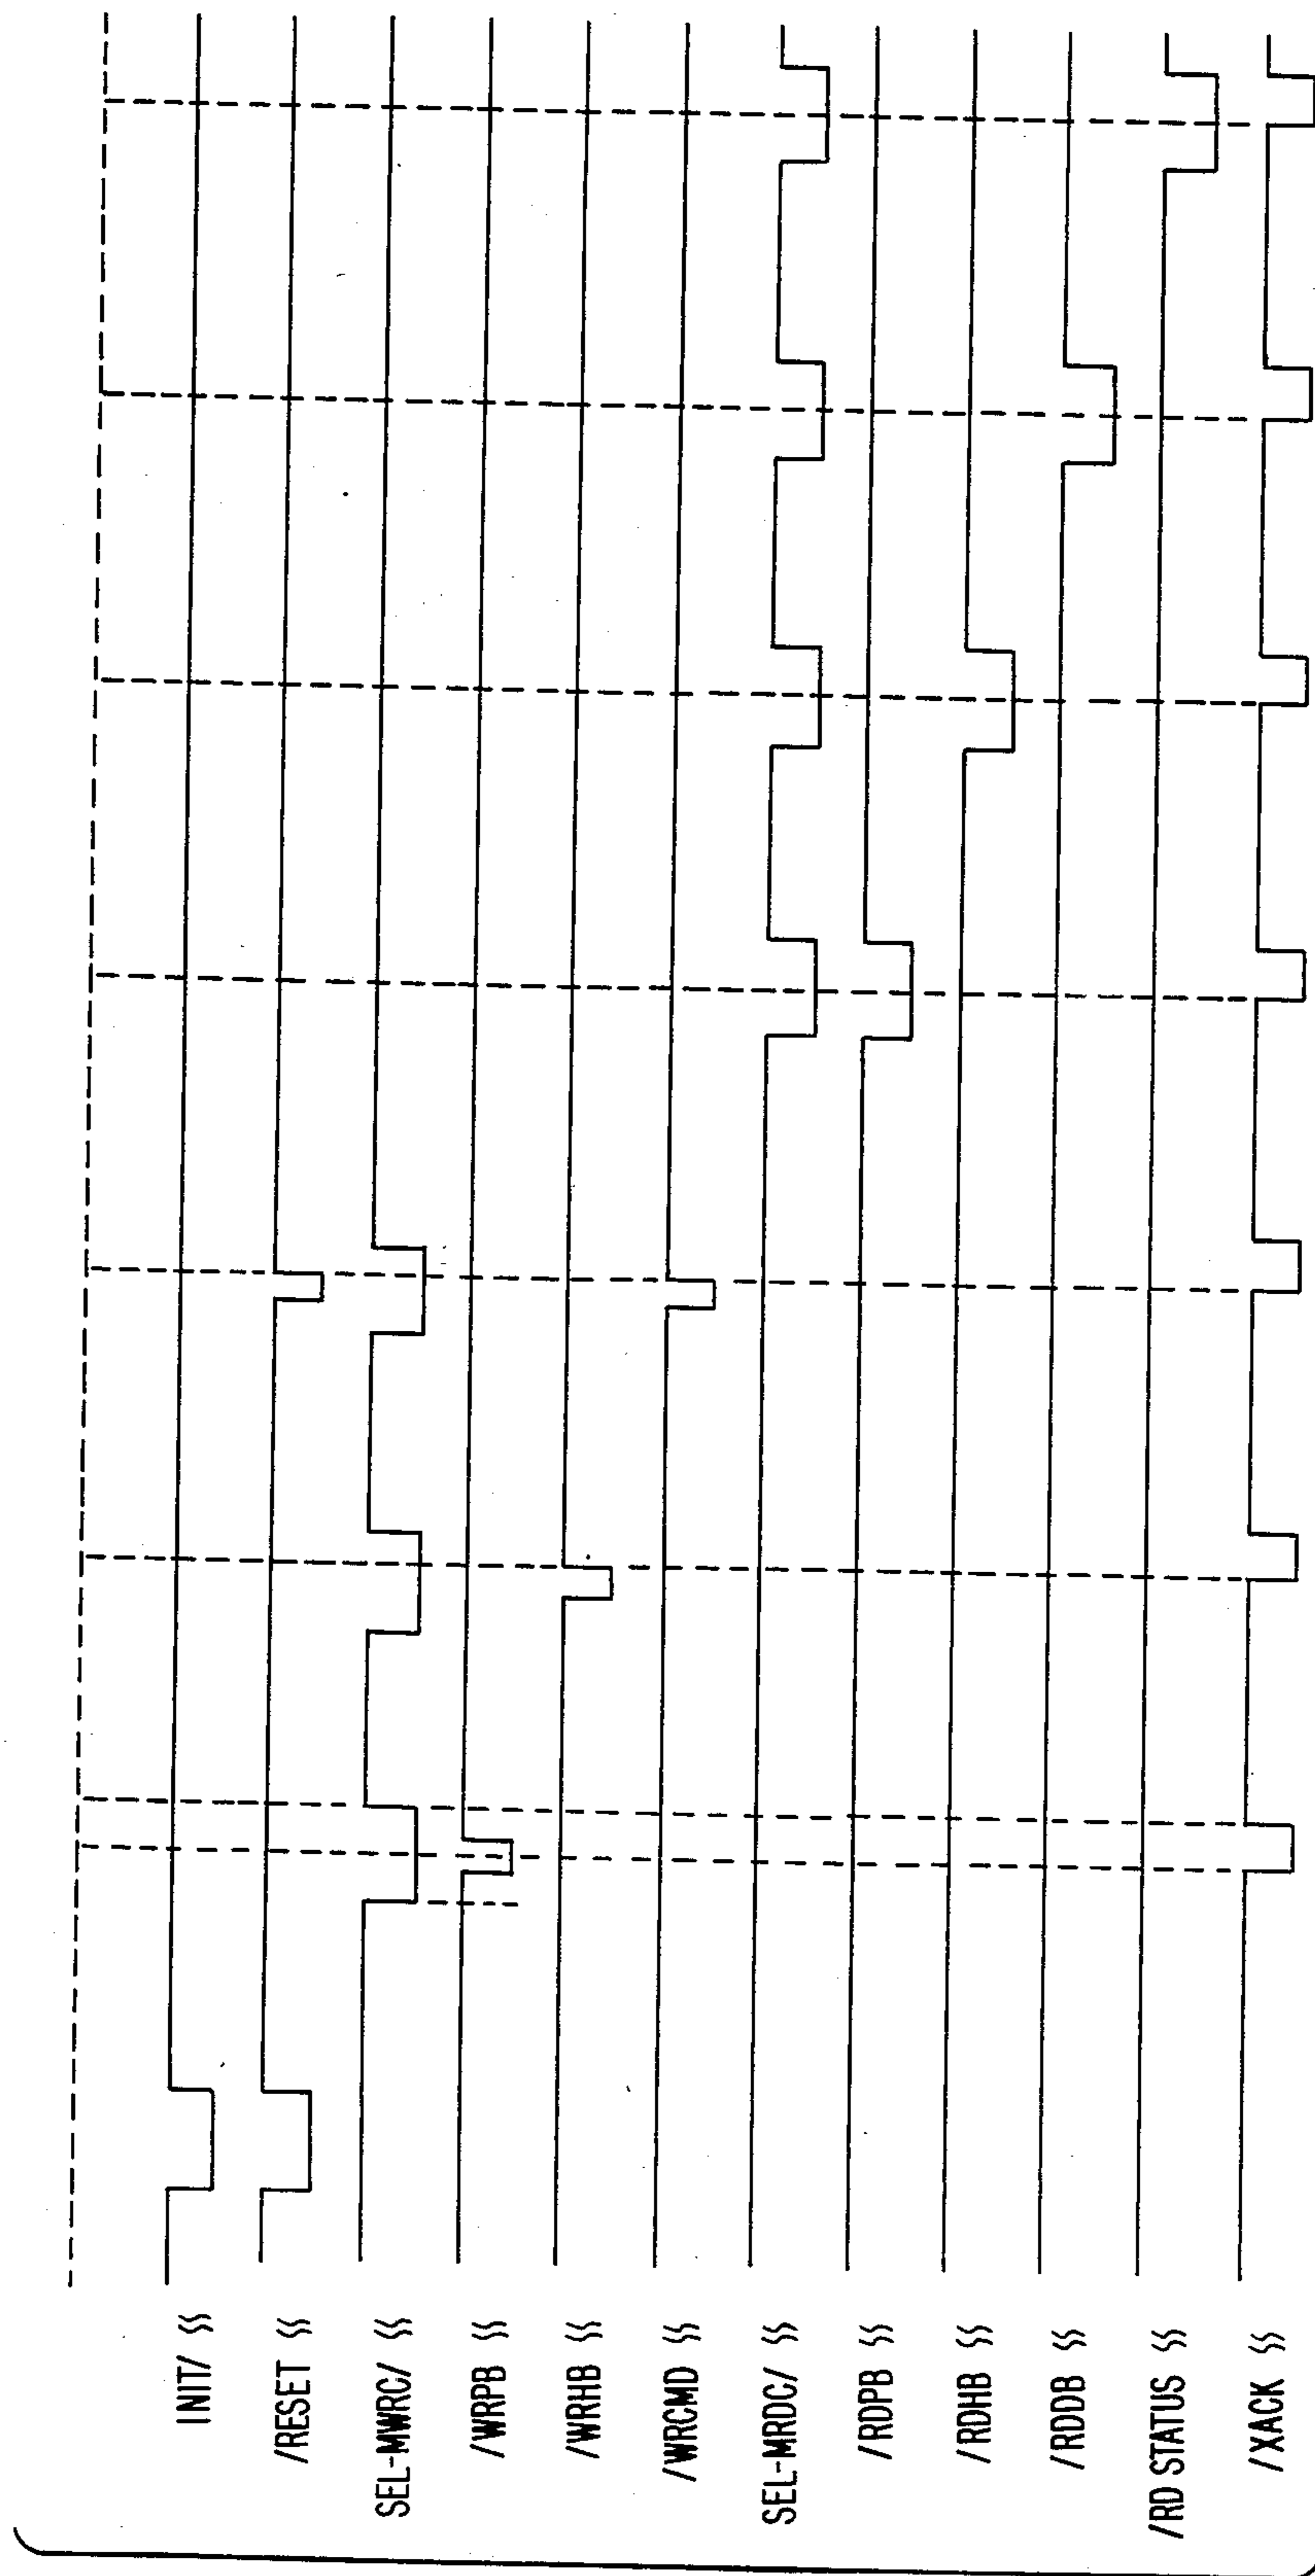 INIT/
/RESET
SEL-MWRC/
/WRPB
/WRHB
/WRCMD
SEL-MRDC/
/RDPB
/RDHB
/RDDB
/RD STATUS
/XACK